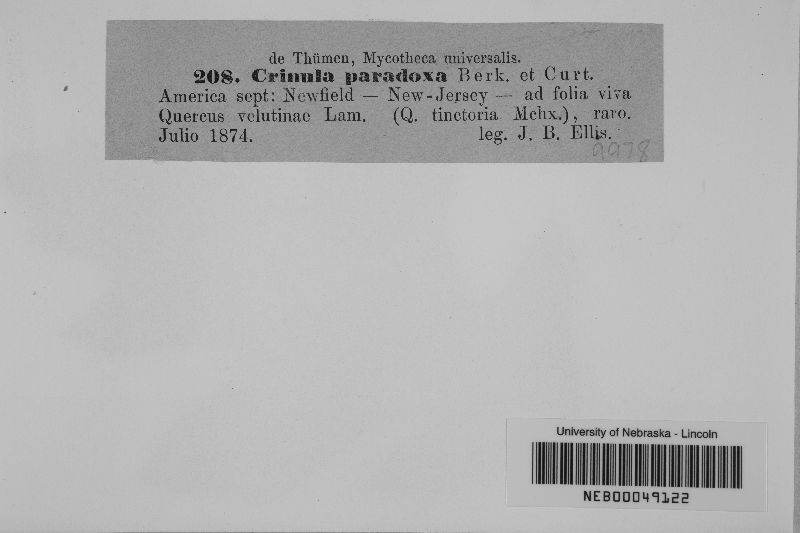 de Thümen, Mycotheca universalis.
208. Crinula paradoxa Berk. et Curt.
America sept: Newfield — New-Jersey — ad folia viva
Quercus velutinae Lam. (Q. tinctoria Mchx.), raro.
Julio 1874. leg. J. B. Ellis.
9978
University of Nebraska - Lincoln
NEB00049122